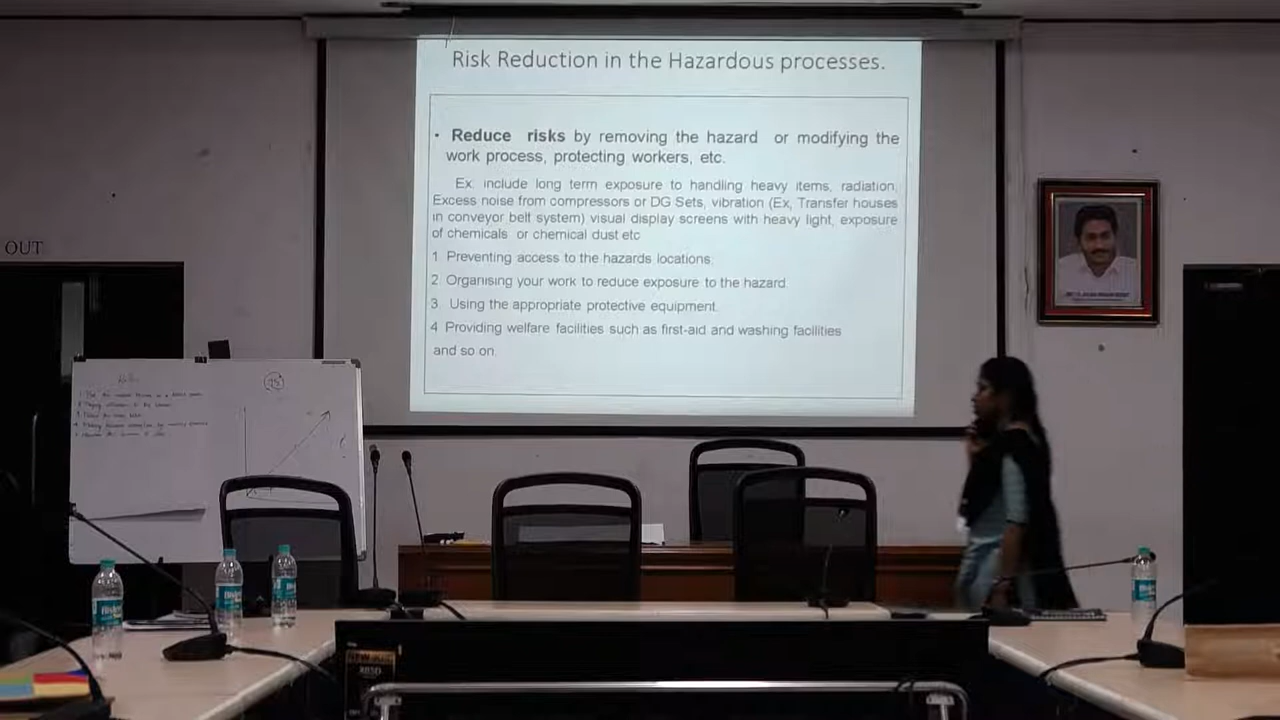 Risk Reduction in the Hazardous processes.
• Reduce risks by removing the hazard or modifying the
work process, protecting workers, etc.
Ex. include long term exposure to handling heavy items, radiation,
Excess noise from compressors or DG Sets, vibration (Ex, Transfer houses
in conveyor belt system) visual display screens with heavy light, exposure
of chemicals or chemical dust etc
1 Preventing access to the hazards locations.
2. Organising your work to reduce exposure to the hazard.
3. Using the appropriate protective equipment.
4 Providing welfare facilities such as first-aid and washing facilities
and so on.
OUT
Bisleri
Bisleri